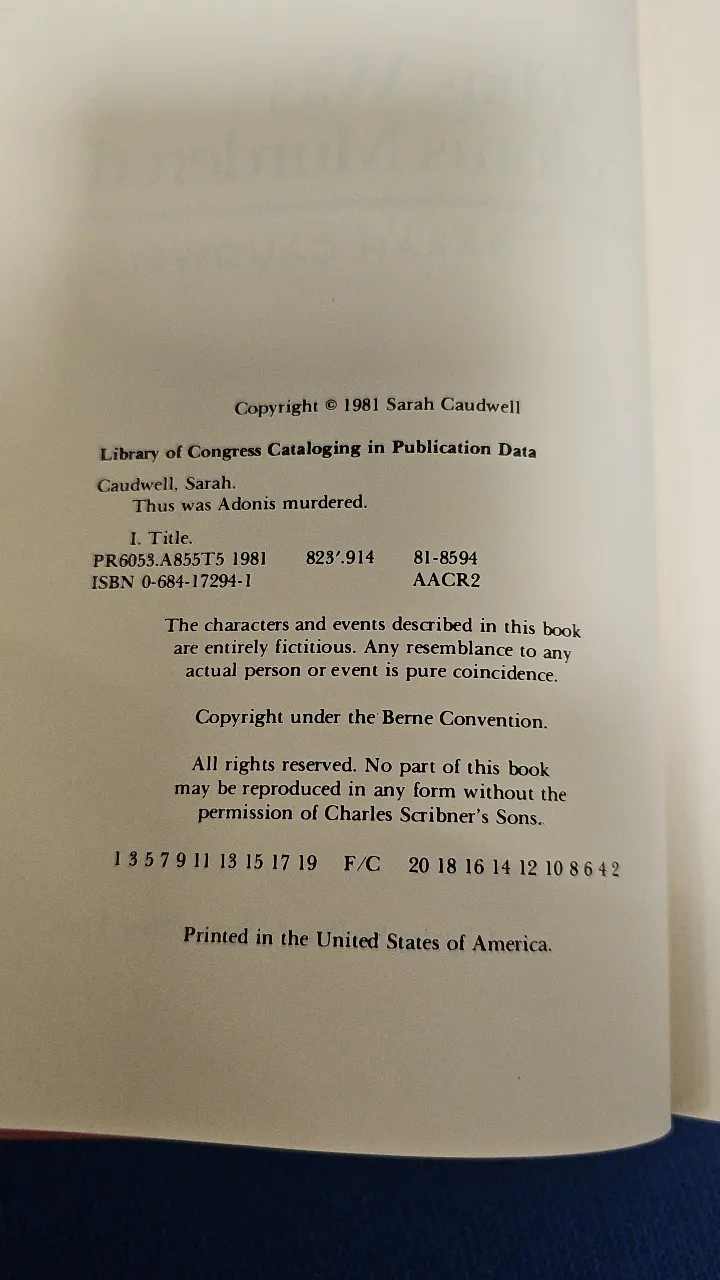 Copyright © 1981 Sarah Caudwell
Library of Congress Cataloging in Publication Data
Caudwell, Sarah.
Thus was Adonis murdered.
I. Title.
PR6053.A855T5 1981 823′.914 81-8594
ISBN 0-684-17294-1 AACR2
The characters and events described in this book
are entirely fictitious. Any resemblance to any
actual person or event is pure coincidence.
Copyright under the Berne Convention.
All rights reserved. No part of this book
may be reproduced in any form without the
permission of Charles Scribner's Sons.
1 3 5 7 9 11 13 15 17 19 F/C 20 18 16 14 12 10 8 6 4 2
Printed in the United States of America.